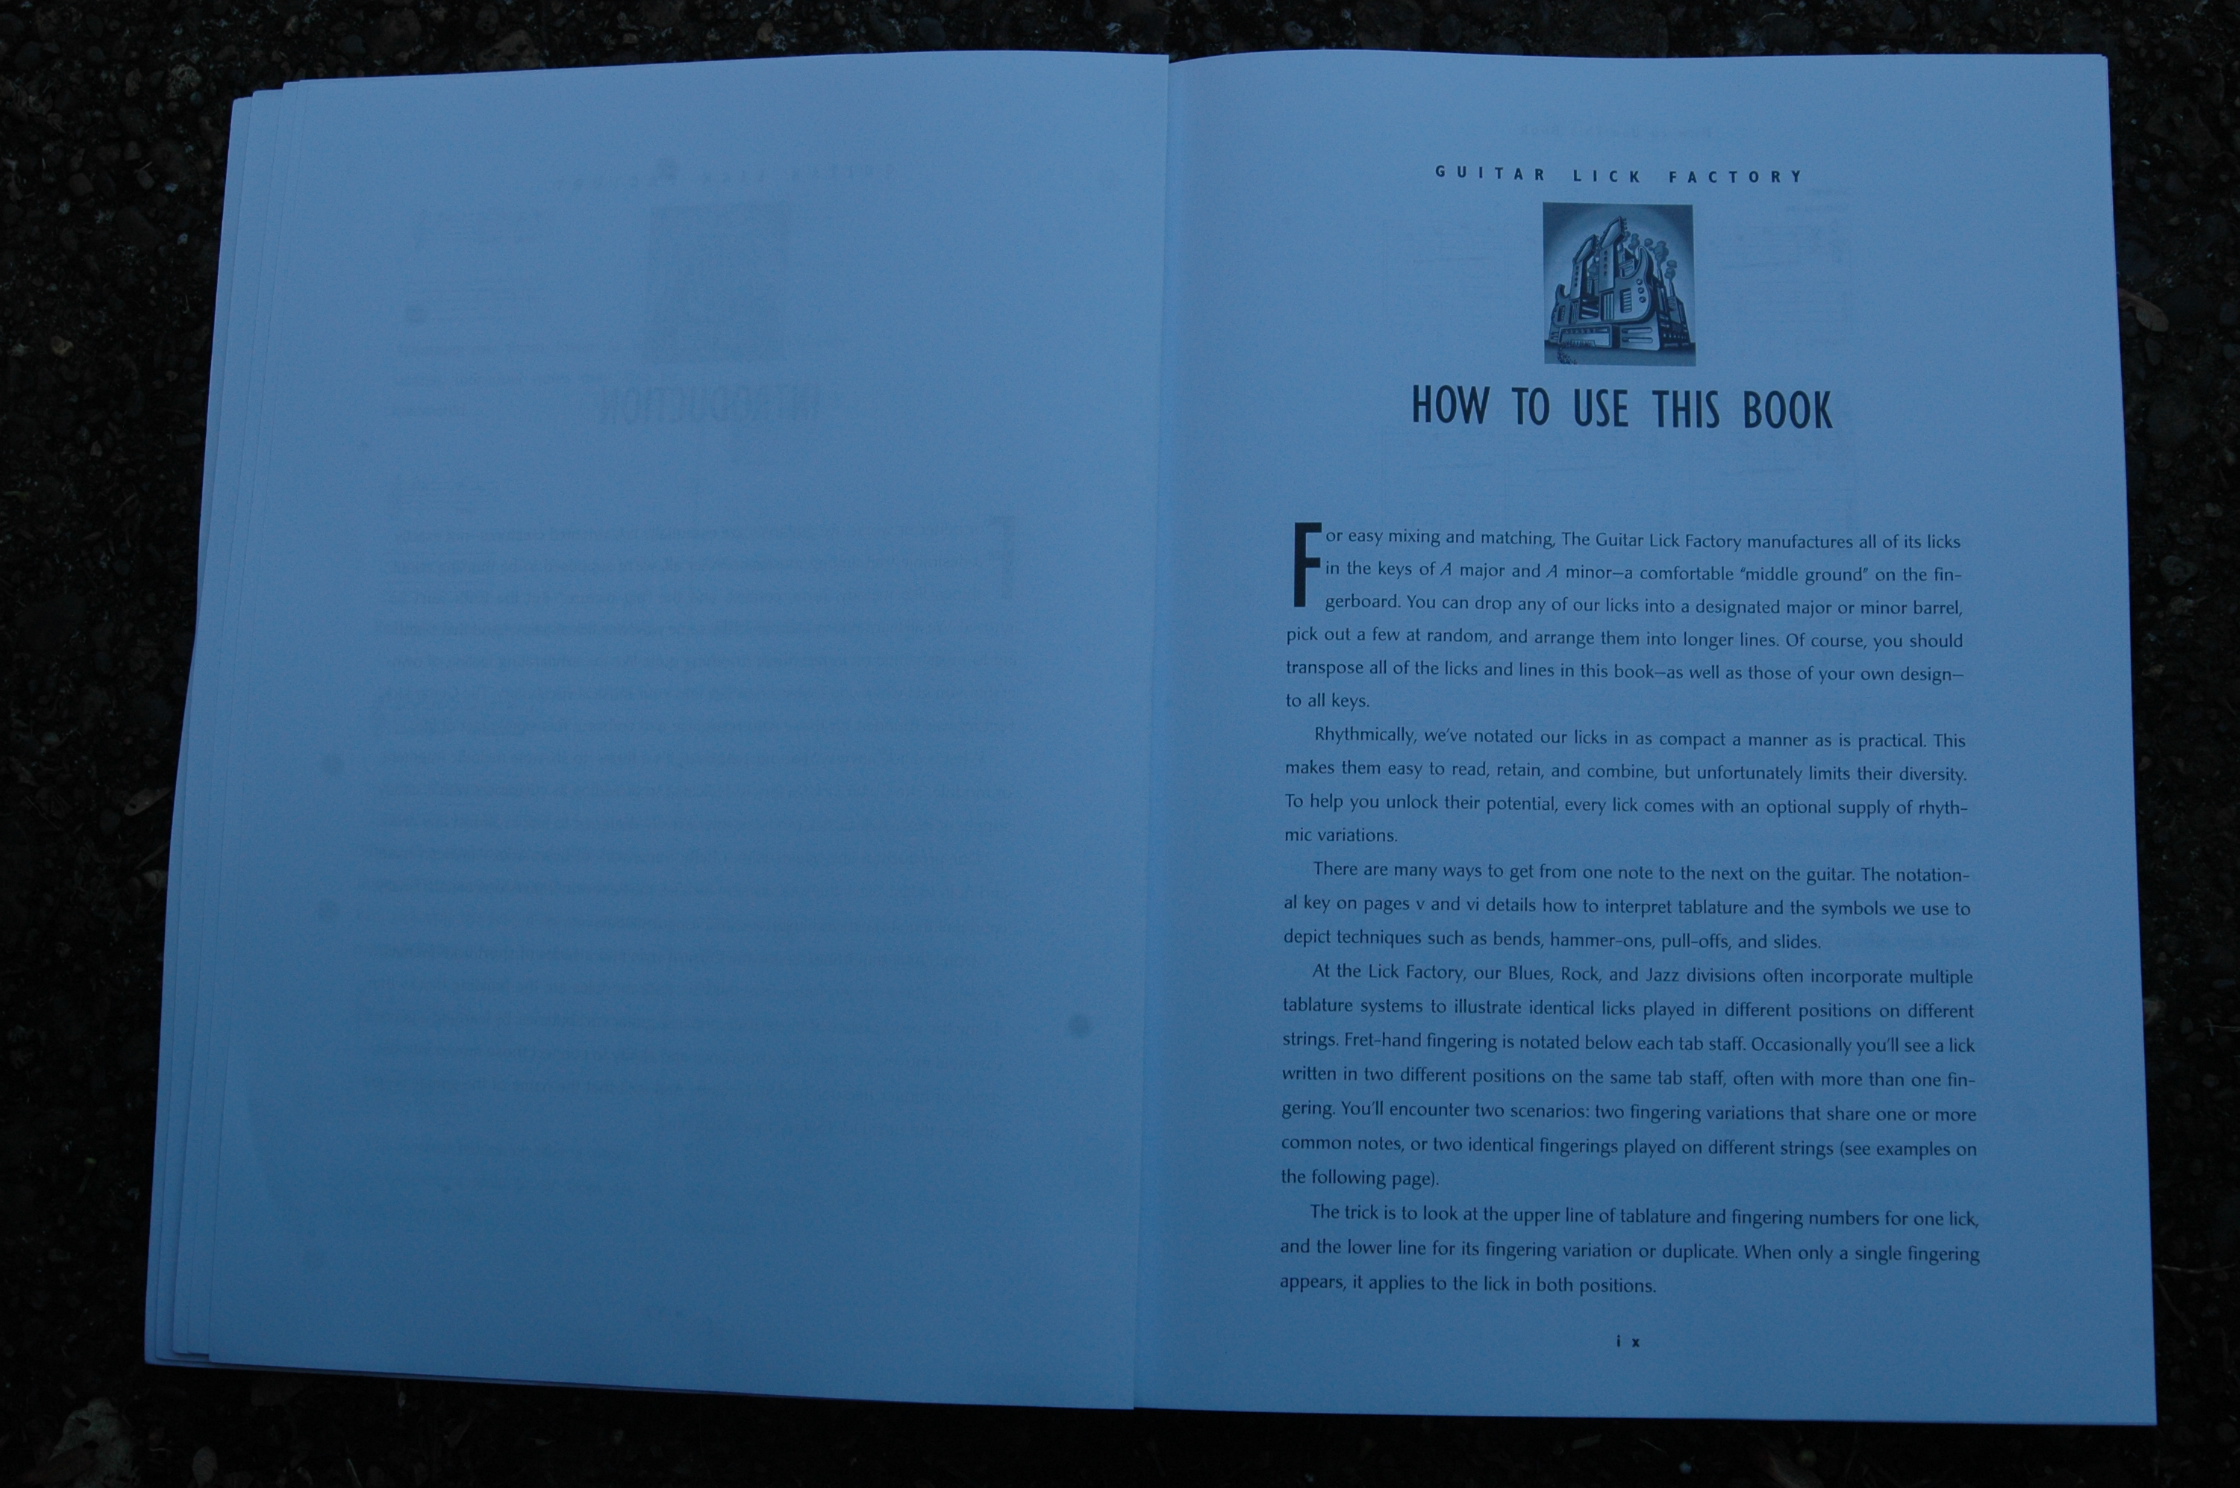 GUITAR LICK FACTORY
HOW TO USE THIS BOOK
For easy mixing and matching, The Guitar Lick Factory manufactures all of its licks
in the keys of A major and A minor—a comfortable "middle ground" on the fin-
gerboard. You can drop any of our licks into a designated major or minor barrel,
pick out a few at random, and arrange them into longer lines. Of course, you should
transpose all of the licks and lines in this book—as well as those of your own design—
to all keys.
Rhythmically, we've notated our licks in as compact a manner as is practical. This
makes them easy to read, retain, and combine, but unfortunately limits their diversity.
To help you unlock their potential, every lick comes with an optional supply of rhyth-
mic variations.
There are many ways to get from one note to the next on the guitar. The notation-
al key on pages v and vi details how to interpret tablature and the symbols we use to
depict techniques such as bends, hammer-ons, pull-offs, and slides.
At the Lick Factory, our Blues, Rock, and Jazz divisions often incorporate multiple
tablature systems to illustrate identical licks played in different positions on different
strings. Fret-hand fingering is notated below each tab staff. Occasionally you'll see a lick
written in two different positions on the same tab staff, often with more than one fin-
gering. You'll encounter two scenarios: two fingering variations that share one or more
common notes, or two identical fingerings played on different strings (see examples on
the following page).
The trick is to look at the upper line of tablature and fingering numbers for one lick,
and the lower line for its fingering variation or duplicate. When only a single fingering
appears, it applies to the lick in both positions.
ix